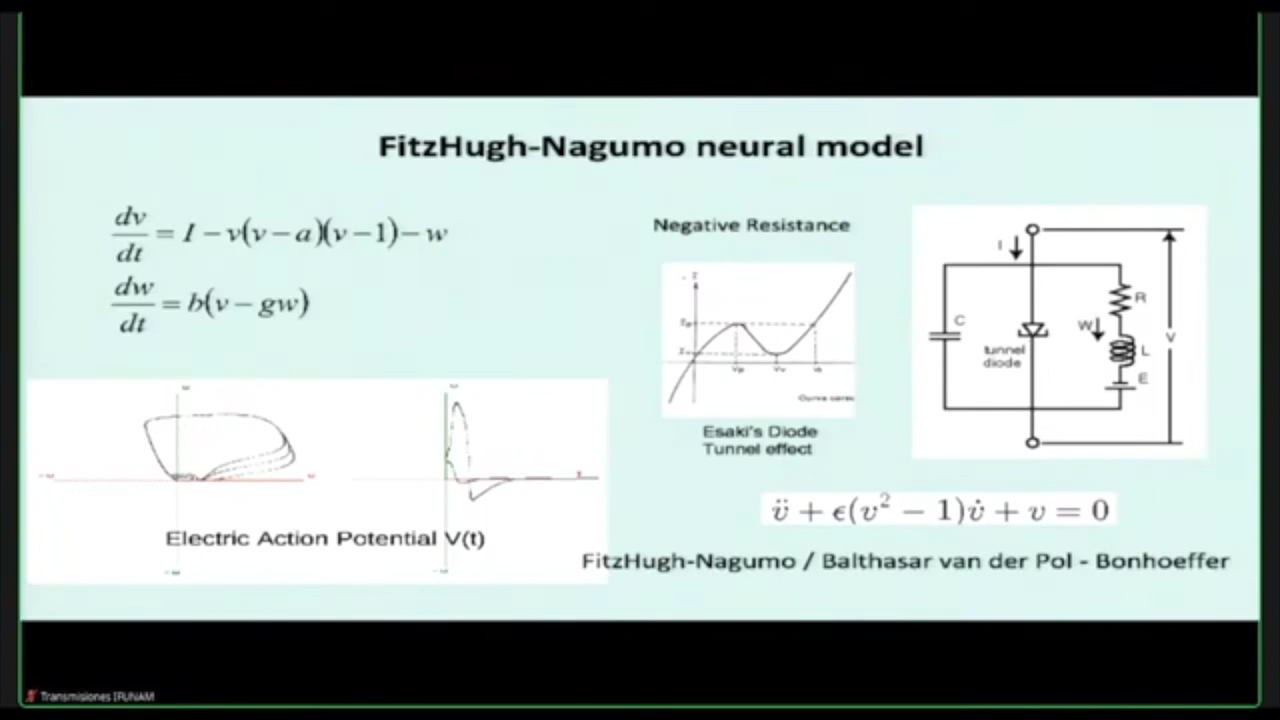 FitzHugh-Nagumo neural model
dv/dt = I − v(v − a)(v − 1) − w
dw/dt = b(v − gw)
Negative Resistance
Esaki's Diode
Tunnel effect
I
C
tunnel
diode
R
W
L
E
V
Electric Action Potential V(t)
v̈ + ϵ(v² − 1)v̇ + v = 0
FitzHugh-Nagumo / Balthasar van der Pol - Bonhoeffer
Transmisiones IFUNAM